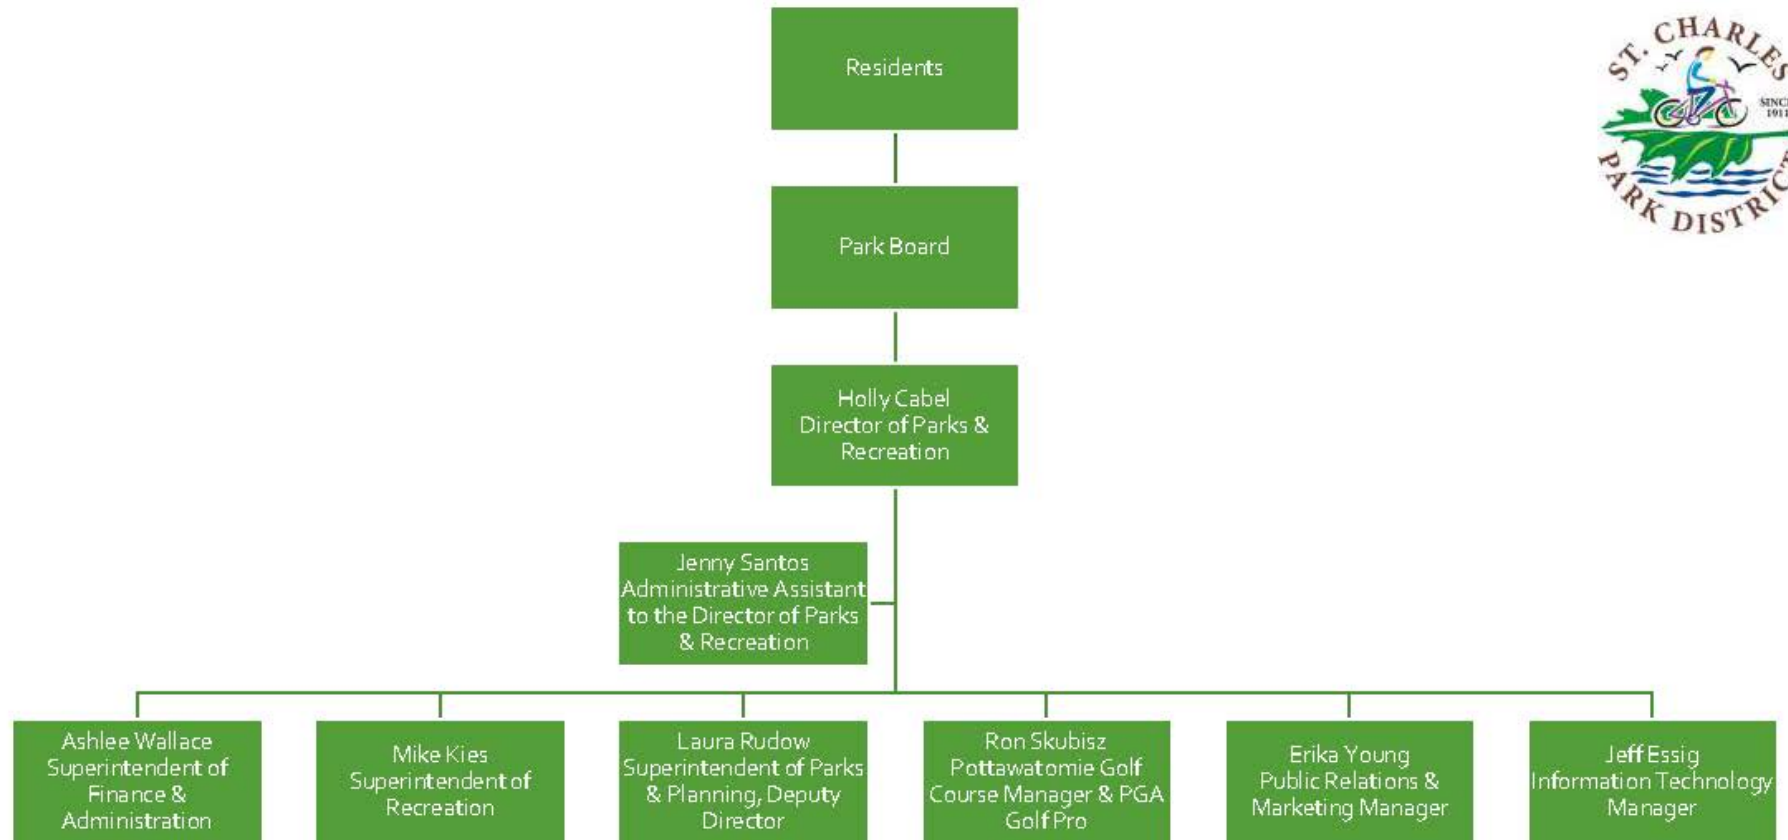 Residents
ST. CHARLES
SINCE
1911
PARK DISTRICT
Park Board
Holly Cabel
Director of Parks &
Recreation
Jenny Santos
Administrative Assistant
to the Director of Parks
& Recreation
Ashlee Wallace
Superintendent of
Finance &
Administration
Mike Kies
Superintendent of
Recreation
Laura Rudow
Superintendent of Parks
& Planning, Deputy
Director
Ron Skubisz
Pottawatomie Golf
Course Manager & PGA
Golf Pro
Erika Young
Public Relations &
Marketing Manager
Jeff Essig
Information Technology
Manager